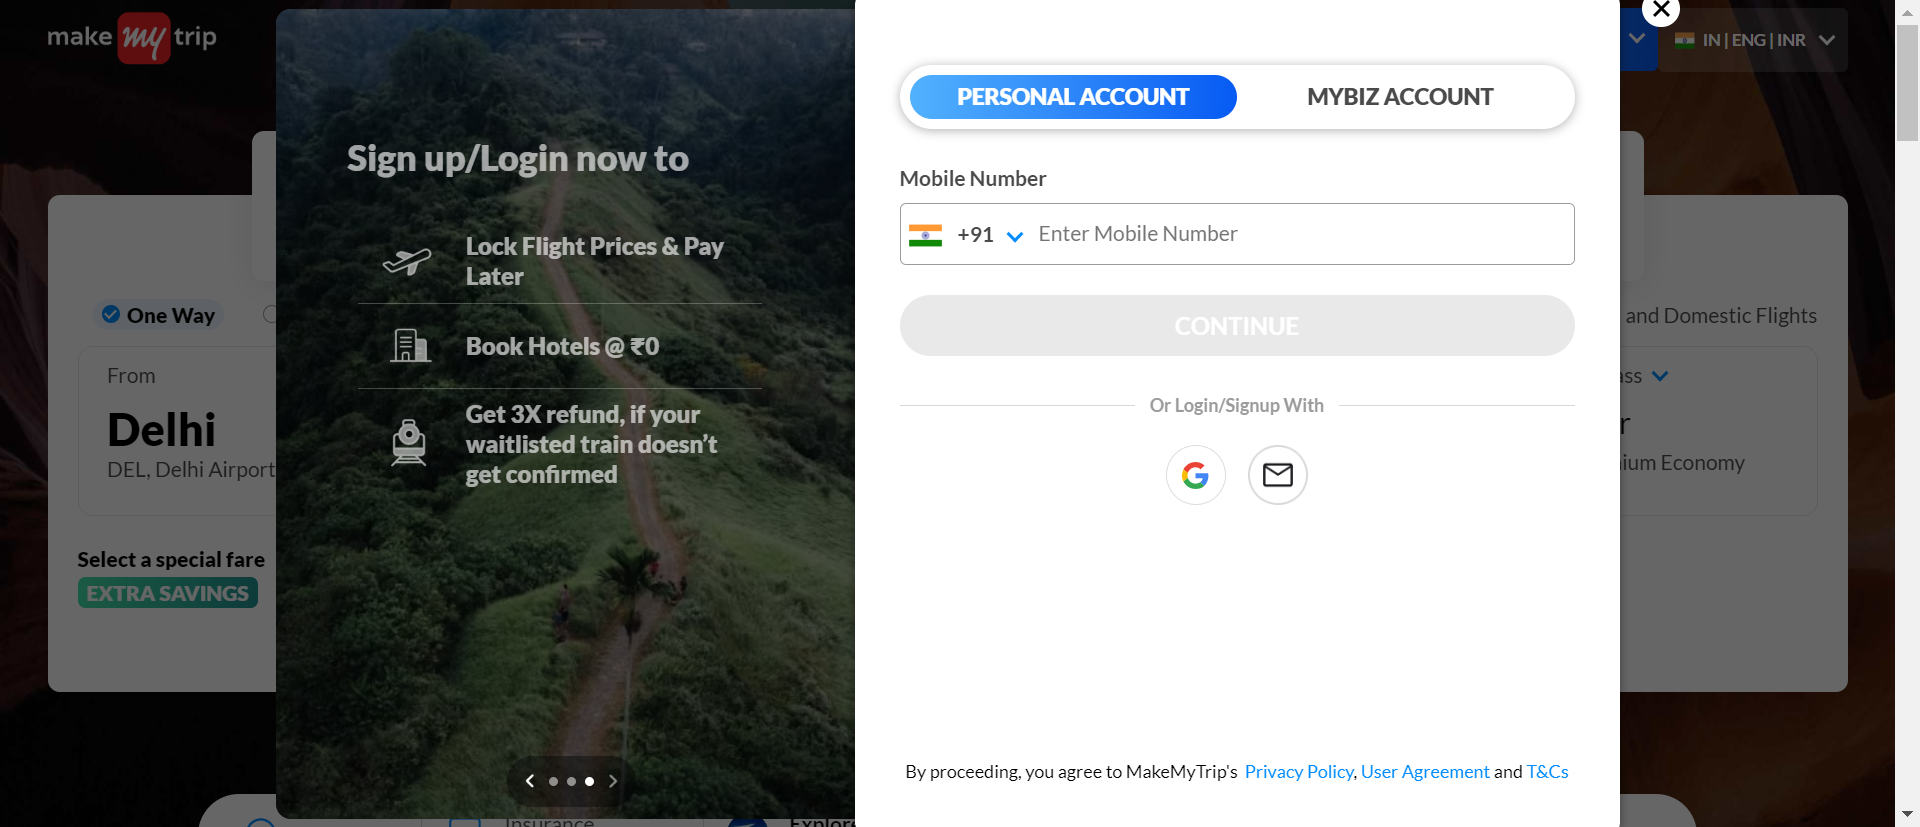 make my trip
IN | ENG | INR
PERSONAL ACCOUNT
MYBIZ ACCOUNT
Sign up/Login now to
Lock Flight Prices & Pay
Later
Book Hotels @ ₹0
Get 3X refund, if your
waitlisted train doesn’t
get confirmed
Mobile Number
+91
Enter Mobile Number
CONTINUE
Or Login/Signup With
By proceeding, you agree to MakeMyTrip's Privacy Policy, User Agreement and T&Cs
One Way
and Domestic Flights
From
Delhi
DEL, Delhi Airport
Economy
Select a special fare
EXTRA SAVINGS
Insurance
Explore